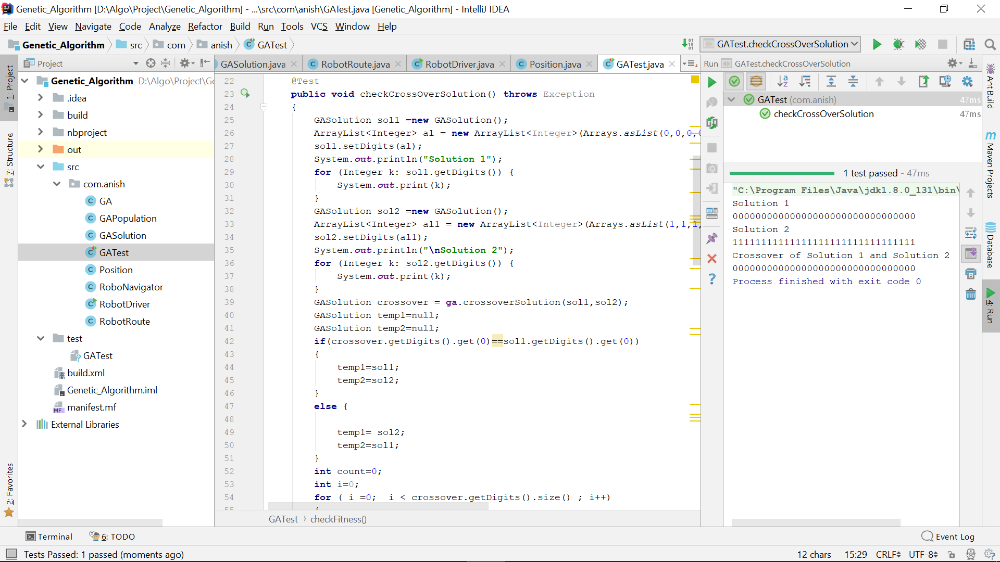 Genetic_Algorithm [D:\Algo\Project\Genetic_Algorithm] - ...\src\com\anish\GATest.java [Genetic_Algorithm] - IntelliJ IDEA
File Edit View Navigate Code Analyze Refactor Build Run Tools VCS Window Help
Genetic_Algorithm src com anish GATest
GATest.checkCrossOverSolution
1: Project
7: Structure
2: Favorites
Project
Genetic_Algorithm D:\Algo\Project\Ge
.idea
build
nbproject
out
src
com.anish
GA
GAPopulation
GASolution
GATest
Position
RoboNavigator
RobotDriver
RobotRoute
test
GATest
build.xml
Genetic_Algorithm.iml
manifest.mf
External Libraries
GASolution.java RobotRoute.java RobotDriver.java Position.java GATest.java
22 @Test
23 public void checkCrossOverSolution() throws Exception
24 {
25 GASolution sol1 =new GASolution();
26 ArrayList<Integer> al = new ArrayList<Integer>(Arrays.asList(0,0,0,
27 sol1.setDigits(al);
28 System.out.println("Solution 1");
29 for (Integer k: sol1.getDigits()) {
30 System.out.print(k);
31 }
32 GASolution sol2 =new GASolution();
33 ArrayList<Integer> al1 = new ArrayList<Integer>(Arrays.asList(1,1,1,
34 sol2.setDigits(al1);
35 System.out.println("\nSolution 2");
36 for (Integer k: sol2.getDigits()) {
37 System.out.print(k);
38 }
39 GASolution crossover = ga.crossoverSolution(sol1,sol2);
40 GASolution temp1=null;
41 GASolution temp2=null;
42 if(crossover.getDigits().get(0)==sol1.getDigits().get(0))
43 {
44 temp1=sol1;
45 temp2=sol2;
46 }
47 else {
48
49 temp1= sol2;
50 temp2=sol1;
51 }
52 int count=0;
53 int i=0;
54 for ( i =0; i < crossover.getDigits().size() ; i++)
GATest checkFitness()
Run GATest.checkCrossOverSolution
GATest (com.anish) 47ms
checkCrossOverSolution 47ms
1 test passed - 47ms
"C:\Program Files\Java\jdk1.8.0_131\bin\
Solution 1
00000000000000000000000000000000
Solution 2
11111111111111111111111111111111
Crossover of Solution 1 and Solution 2
00000000000000000000000000000000
Process finished with exit code 0
Ant Build
Maven Projects
Database
4: Run
Terminal 6: TODO Event Log
Tests Passed: 1 passed (moments ago) 12 chars 15:29 CRLF UTF-8